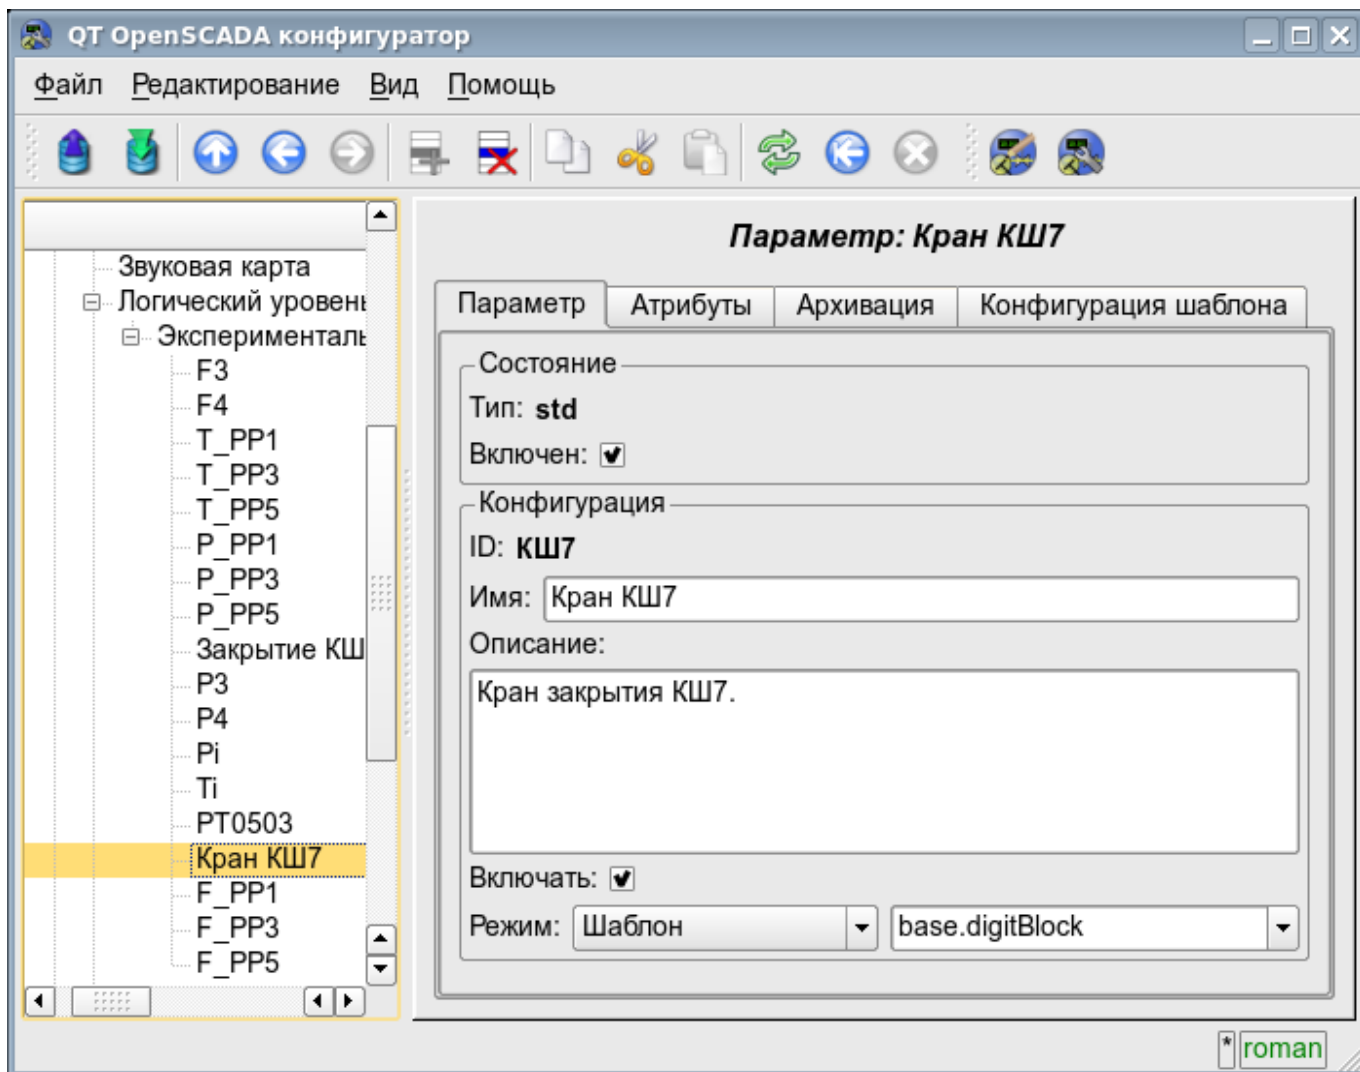 QT OpenSCADA конфигуратор
Файл Редактирование Вид Помощь
Звуковая карта
Логический уровень
Эксперименталь
F3
F4
T_PP1
T_PP3
T_PP5
P_PP1
P_PP3
P_PP5
Закрытие КШ
P3
P4
Pi
Ti
PT0503
Кран КШ7
F_PP1
F_PP3
F_PP5
Параметр: Кран КШ7
Параметр Атрибуты Архивация Конфигурация шаблона
Состояние
Тип: std
Включен:
Конфигурация
ID: КШ7
Имя: Кран КШ7
Описание:
Кран закрытия КШ7.
Включать:
Режим: Шаблон base.digitBlock
* roman